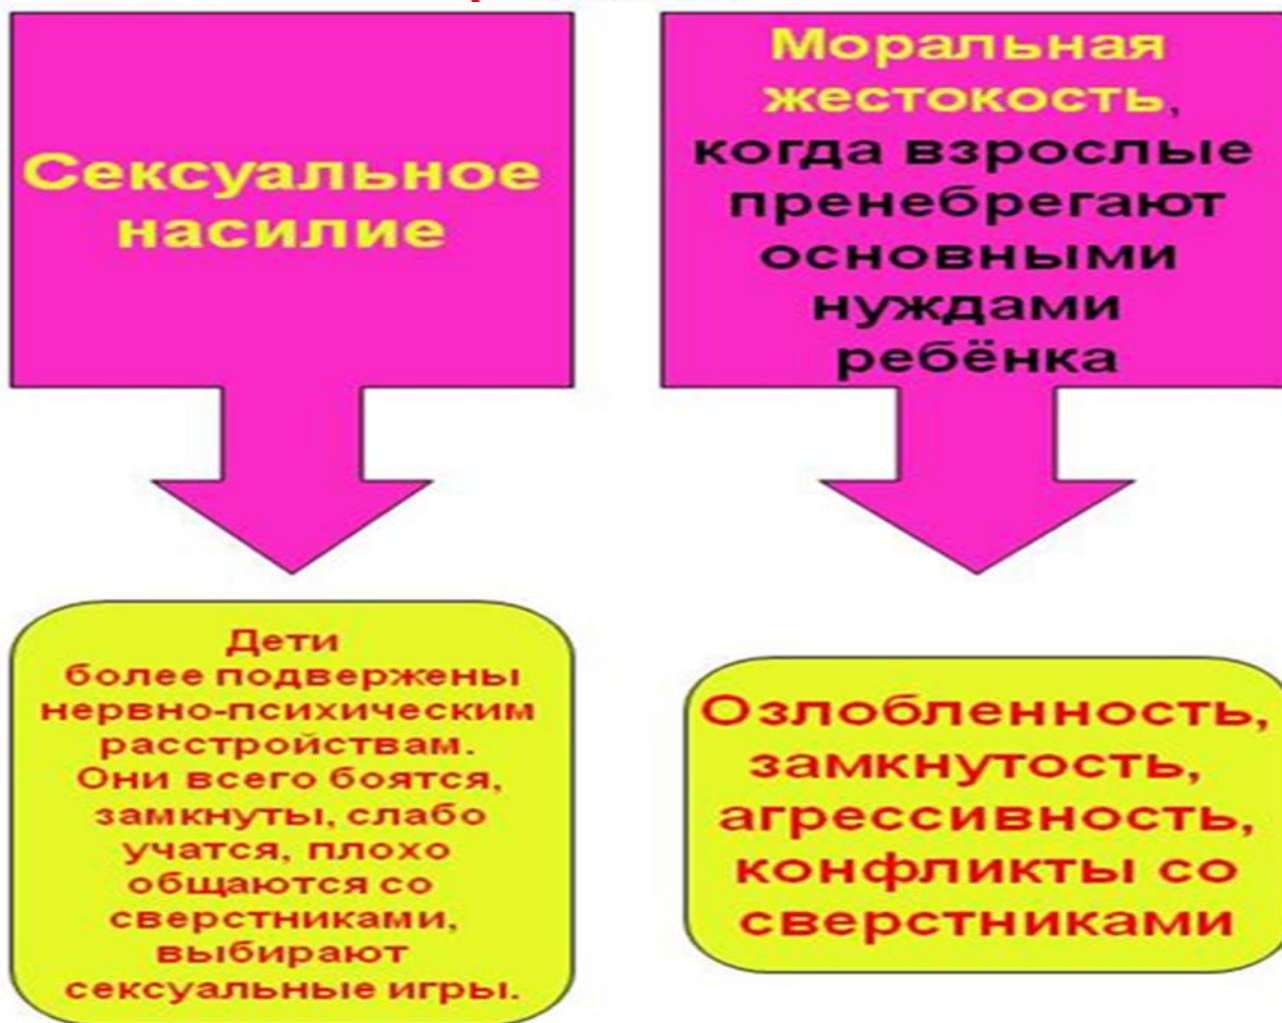 Сексуальное
насилие
Моральная
жестокость,
когда взрослые
пренебрегают
основными
нуждами
ребёнка
Дети
более подвержены
нервно-психическим
расстройствам.
Они всего боятся,
замкнуты, слабо
учатся, плохо
общаются со
сверстниками,
выбирают
сексуальные игры.
Озлобленность,
замкнутость,
агрессивность,
конфликты со
сверстниками